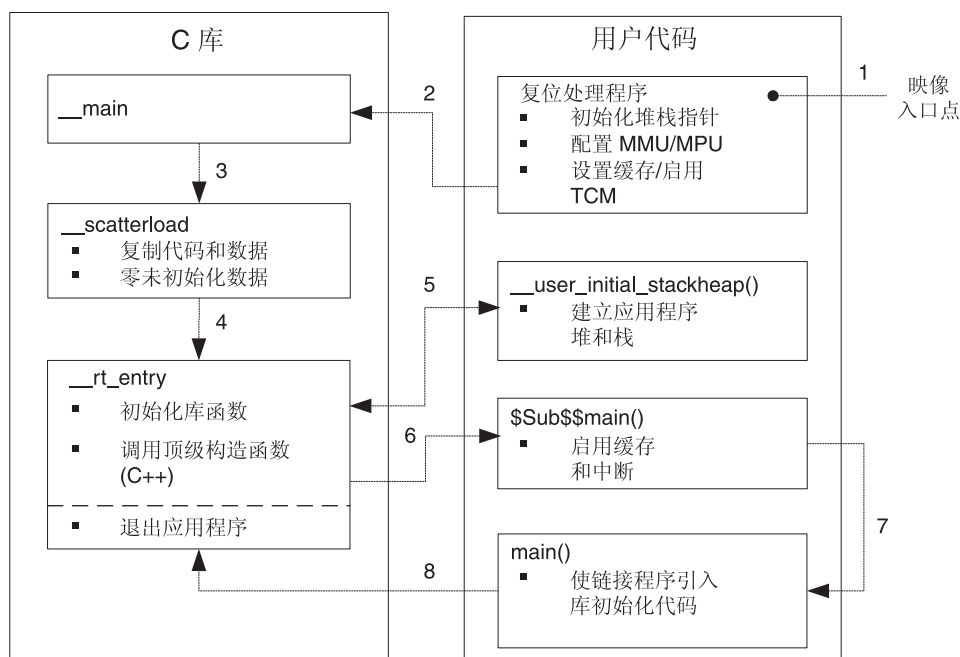 C 库
__main
3
__scatterload
▪ 复制代码和数据
▪ 零未初始化数据
4
__rt_entry
▪ 初始化库函数
▪ 调用顶级构造函数
(C++)
▪ 退出应用程序
2
5
6
8
用户代码
复位处理程序
▪ 初始化堆栈指针
▪ 配置 MMU/MPU
▪ 设置缓存/启用
TCM
1
映像
入口点
__user_initial_stackheap()
▪ 建立应用程序
堆和栈
$Sub$$main()
▪ 启用缓存
和中断
7
main()
▪ 使链接程序引入
库初始化代码